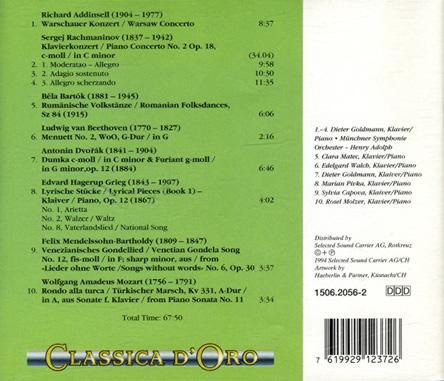 Richard Addinsell (1904 – 1977)
1. Warschauer Konzert / Warsaw Concerto 8:37
Sergej Rachmaninov (1837 – 1942)
Klavierkonzert / Piano Concerto No. 2 Op. 18,
c-moll / in C minor (34.04)
2. 1. Moderatao – Allegro 9:58
3. 2. Adagio sostenuto 10:30
4. 3. Allegro scherzando 11:35
Béla Bartók (1881 – 1945)
5. Rumänische Volkstänze / Romanian Folksdances,
Sz 84 (1915) 6:06
Ludwig van Beethoven (1770 – 1827)
6. Menuett No. 2, WoO, G-Dur / in G 2:16
Antonin Dvořák (1841 – 1904)
7. Dumka c-moll / in C minor & Furiant g-moll /
in G minor,op. 12 (1884) 6:46
Edvard Hagerup Grieg (1843 – 1907)
8. Lyrische Stücke / Lyrical Pieces (Book 1) –
Klaiver / Piano, Op. 12 (1867) 4:02
No. 1, Arietta
No. 2, Walzer / Waltz
No. 8, Vaterlandslied / National Song
Felix Mendelssohn-Bartholdy (1809 – 1847)
9. Venezianisches Gondellied / Venetian Gondela Song
No. 12, fis-moll / in F; sharp minor, aus / from
«Lieder ohne Worte /Songs without words» No. 6, Op. 30 3:37
Wolfgang Amadeus Mozart (1756 – 1791)
10. Rondo alla turca / Türkischer Marsch, Kv 331, A-Dur /
in A, aus Sonate f. Klavier / from Piano Sonata No. 11 3:34
Total Time: 67:50
CLASSICA D'ORO
1.-4. Dieter Goldmann, Klavier/
Piano • Münchner Symphonie
Orchester – Henry Adolph
5. Clara Matec, Klavier/Piano
6. Edelgard Walch, Klavier/Piano
7. Dieter Goldmann, Klaiver/Piano
8. Marian Pivka, Klavier/Piano
9. Sylvia Capova, Klavier/Piano
10. Rosel Molzer, Klavier/Piano
Distributed by
Selected Sound Carrier AG, Rotkreuz
© + ℗
1994 Selected Sound Carrier AG/CH
Artwork by
Haeberlin & Partner, Küsnacht/CH
1506.2056-2 DDD
7 619929 123726